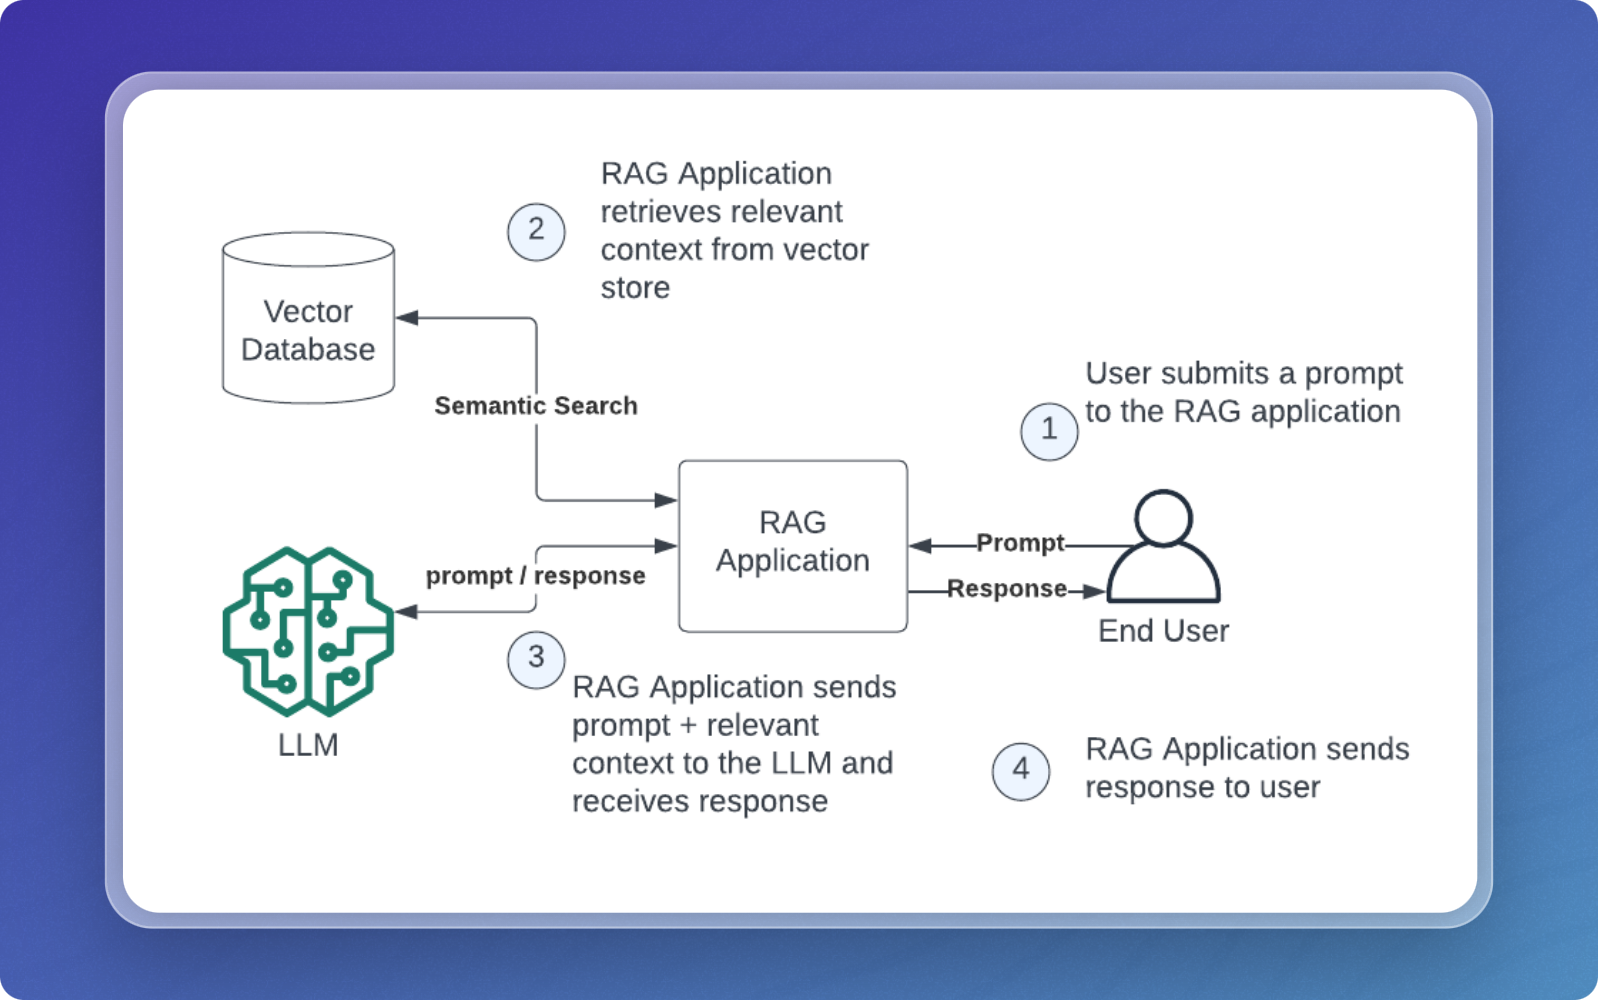 2
RAG Application
retrieves relevant
context from vector
store
Vector
Database
Semantic Search
1
User submits a prompt
to the RAG application
RAG
Application
Prompt
Response
End User
prompt / response
LLM
3
RAG Application sends
prompt + relevant
context to the LLM and
receives response
4
RAG Application sends
response to user